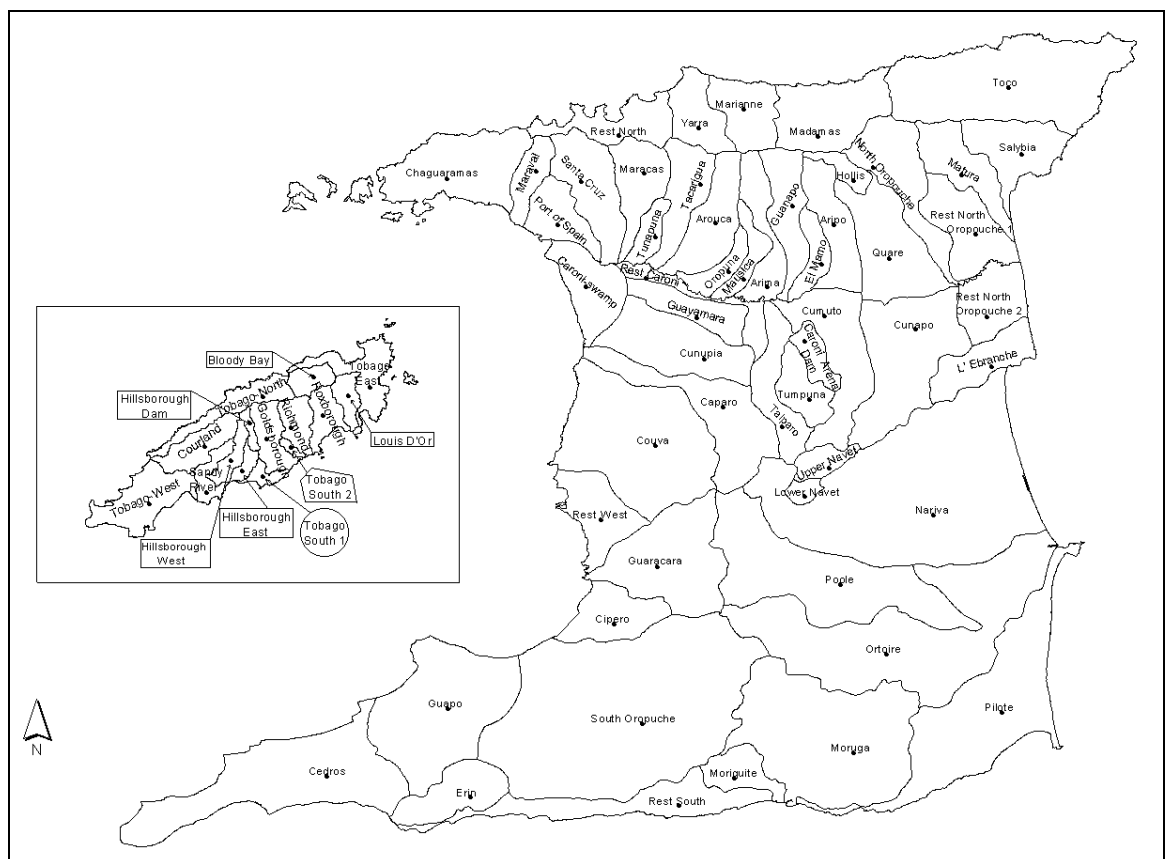 Toco
Marianne
Yarra
Rest North
Madamas
Salybia
North Oropouche
Maracas
Santa Cruz
Maraval
Chaguaramas
Matura
Hollis
Tacarigua
Guanapo
Port of Spain
Tunapuna
Arouca
Aripo
Rest North
Oropouche 1
El Mamo
Quare
Oropuna
Rest Caroni
Caroni-swamp
Arima
Rest North
Oropouche 2
Guayamara
Cumuto
Cunapo
Caroni Arena
Dam
Cunupia
L' Ebranche
Tumpuna
Caparo
Talparo
Couva
Upper Navet
Lower Navet
Nariva
Rest West
Guaracara
Poole
Cipero
Ortoire
Guapo
South Oropuche
Pilote
Moruga
Cedros
Moriquite
Erin
Rest South
N
Bloody Bay
Tobago
East
Tobago-North
Hillsborough
Dam
Roxborough
Richmond
Goldsborough
Courland
Louis D'Or
Sandy
River
Tobago
South 2
Tobago-West
Hillsborough
East
Tobago
South 1
Hillsborough
West